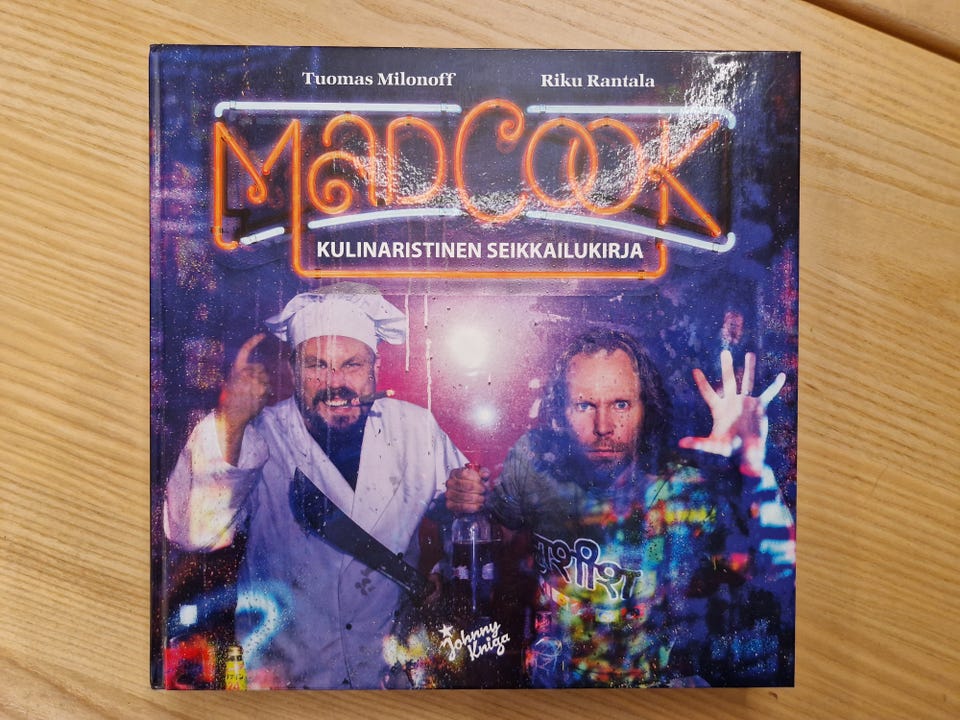 Tuomas Milonoff Riku Rantala
MADCOOK
KULINARISTINEN SEIKKAILUKIRJA
Johnny
Kniga